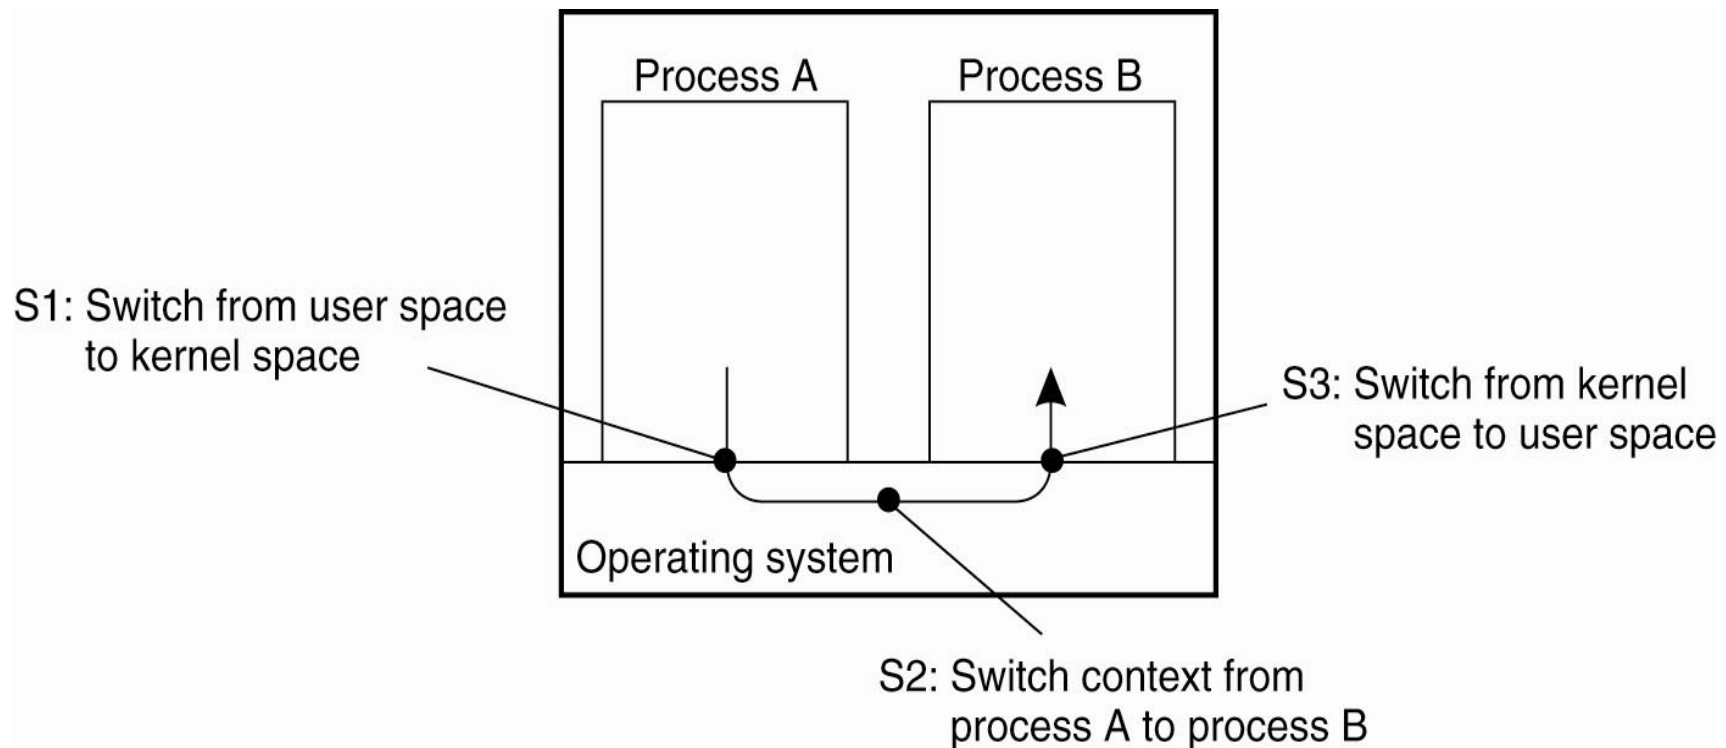 Process A
Process B
S1: Switch from user space
to kernel space
S3: Switch from kernel
space to user space
Operating system
S2: Switch context from
process A to process B